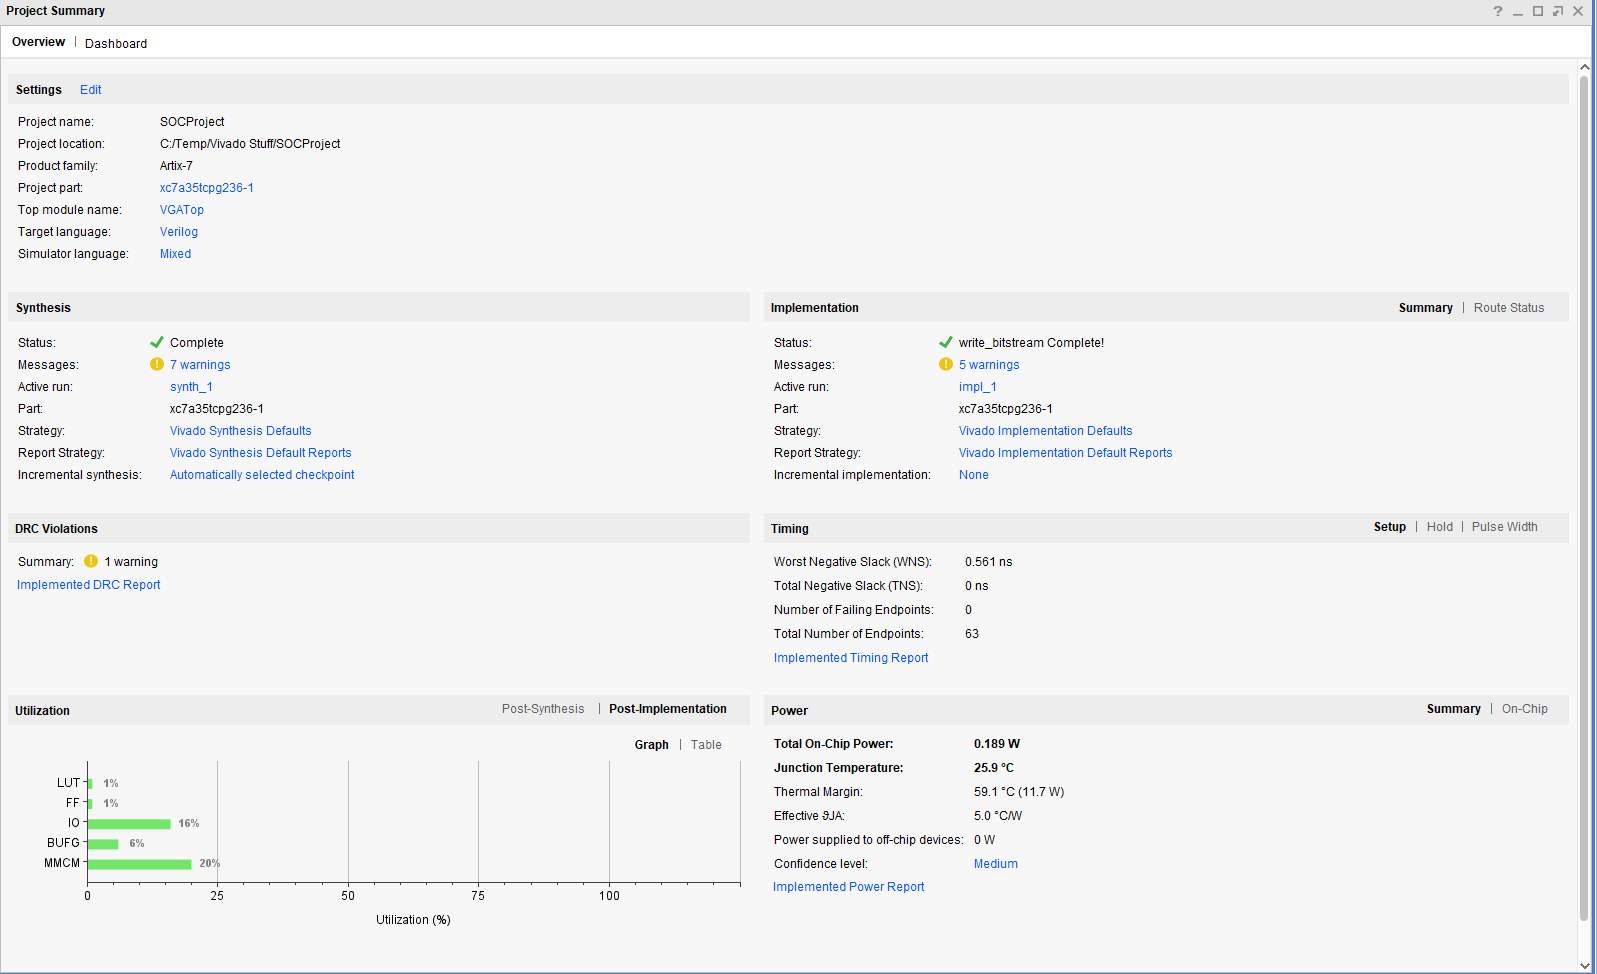 Project Summary
?
Overview | Dashboard
Settings Edit
Project name: SOCProject
Project location: C:/Temp/Vivado Stuff/SOCProject
Product family: Artix-7
Project part: xc7a35tcpg236-1
Top module name: VGATop
Target language: Verilog
Simulator language: Mixed
Synthesis
Status: Complete
Messages: 7 warnings
Active run: synth_1
Part: xc7a35tcpg236-1
Strategy: Vivado Synthesis Defaults
Report Strategy: Vivado Synthesis Default Reports
Incremental synthesis: Automatically selected checkpoint
Implementation Summary | Route Status
Status: write_bitstream Complete!
Messages: 5 warnings
Active run: impl_1
Part: xc7a35tcpg236-1
Strategy: Vivado Implementation Defaults
Report Strategy: Vivado Implementation Default Reports
Incremental implementation: None
DRC Violations
Summary: 1 warning
Implemented DRC Report
Timing Setup | Hold | Pulse Width
Worst Negative Slack (WNS): 0.561 ns
Total Negative Slack (TNS): 0 ns
Number of Failing Endpoints: 0
Total Number of Endpoints: 63
Implemented Timing Report
Utilization Post-Synthesis | Post-Implementation
Graph | Table
LUT 1%
FF 1%
IO 16%
BUFG 6%
MMCM 20%
0 25 50 75 100
Utilization (%)
Power Summary | On-Chip
Total On-Chip Power: 0.189 W
Junction Temperature: 25.9 °C
Thermal Margin: 59.1 °C (11.7 W)
Effective ϑJA: 5.0 °C/W
Power supplied to off-chip devices: 0 W
Confidence level: Medium
Implemented Power Report